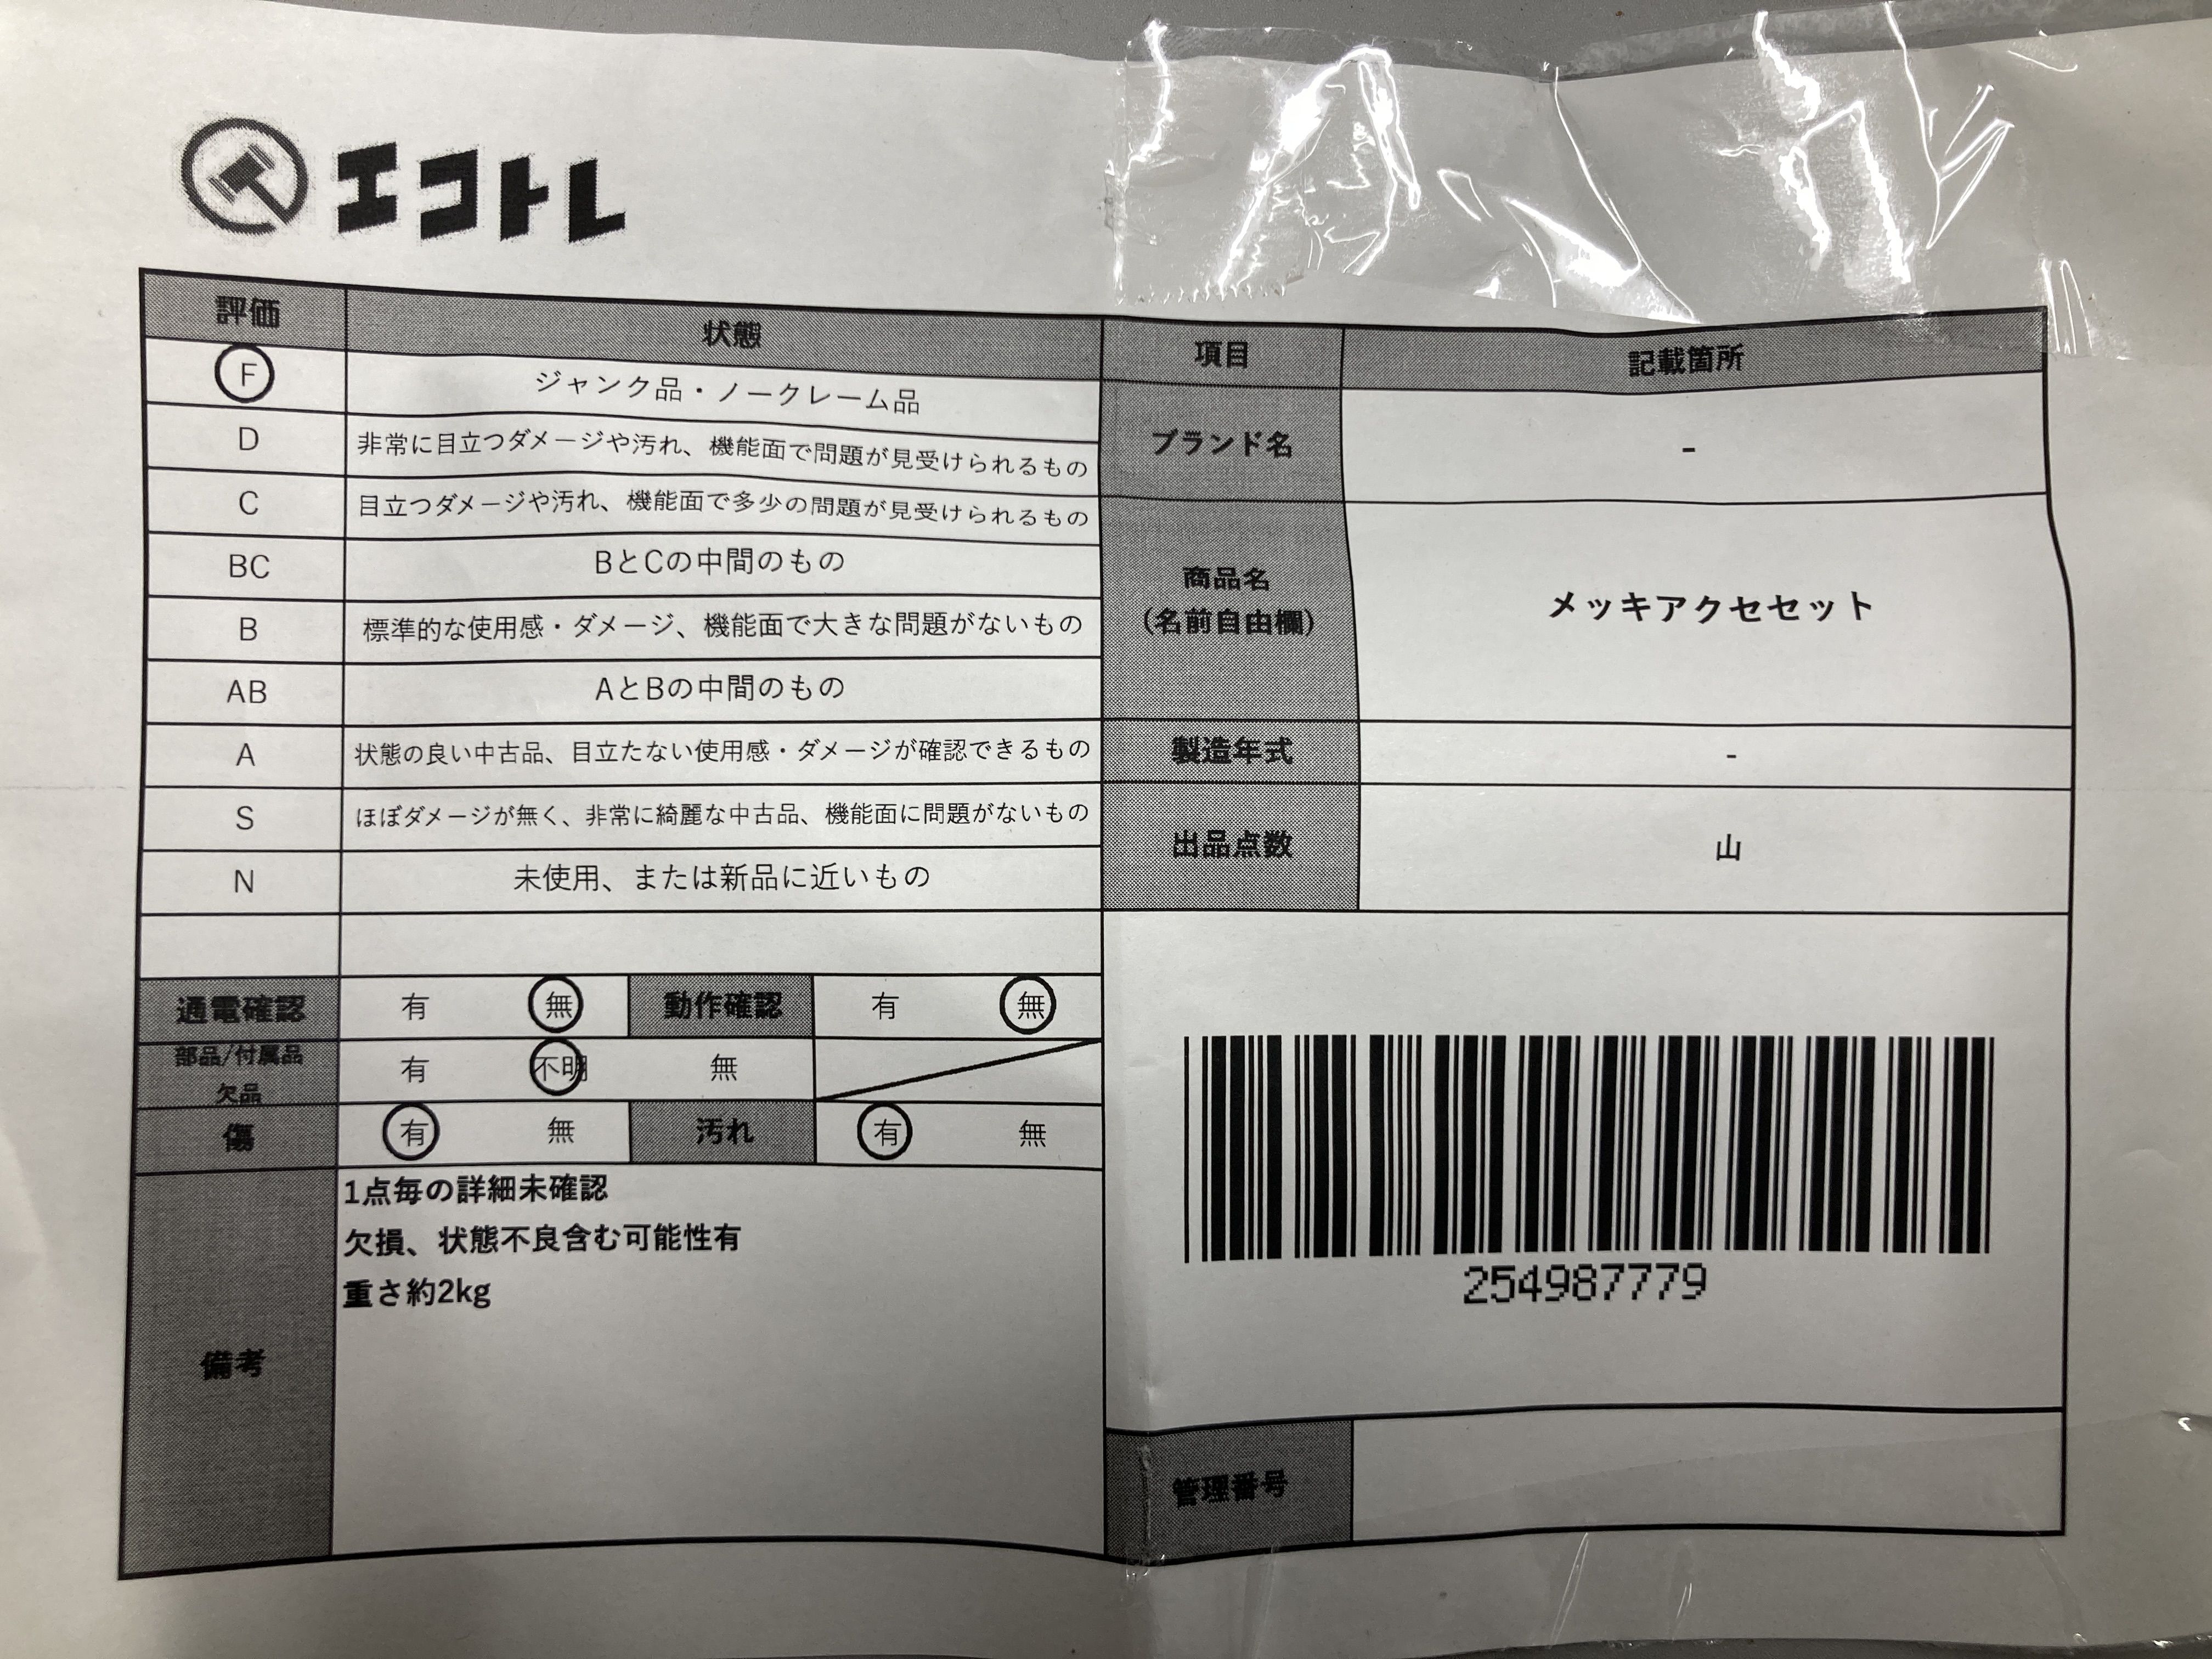 エコトレ
評価 状態
F ジャンク品・ノークレーム品
D 非常に目立つダメージや汚れ、機能面で問題が見受けられるもの
C 目立つダメージや汚れ、機能面で多少の問題が見受けられるもの
BC BとCの中間のもの
B 標準的な使用感・ダメージ、機能面で大きな問題がないもの
AB AとBの中間のもの
A 状態の良い中古品、目立たない使用感・ダメージが確認できるもの
S ほぼダメージが無く、非常に綺麗な中古品、機能面に問題がないもの
N 未使用、または新品に近いもの
通電確認 有 無 動作確認 有 無
部品/付属品
欠品 有 不明 無
傷 有 無 汚れ 有 無
備考
1点毎の詳細未確認
欠損、状態不良含む可能性有
重さ約2kg
項目 記載箇所
ブランド名 -
商品名
(名前自由欄) メッキアクセセット
製造年式 -
出品点数 山
254987779
管理番号